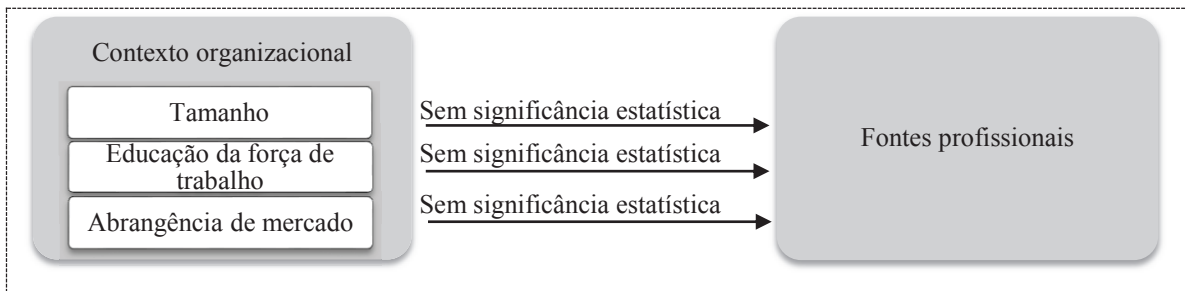 Contexto organizacional
Tamanho
Educação da força de
trabalho
Abrangência de mercado
Sem significância estatística
Sem significância estatística
Sem significância estatística
Fontes profissionais